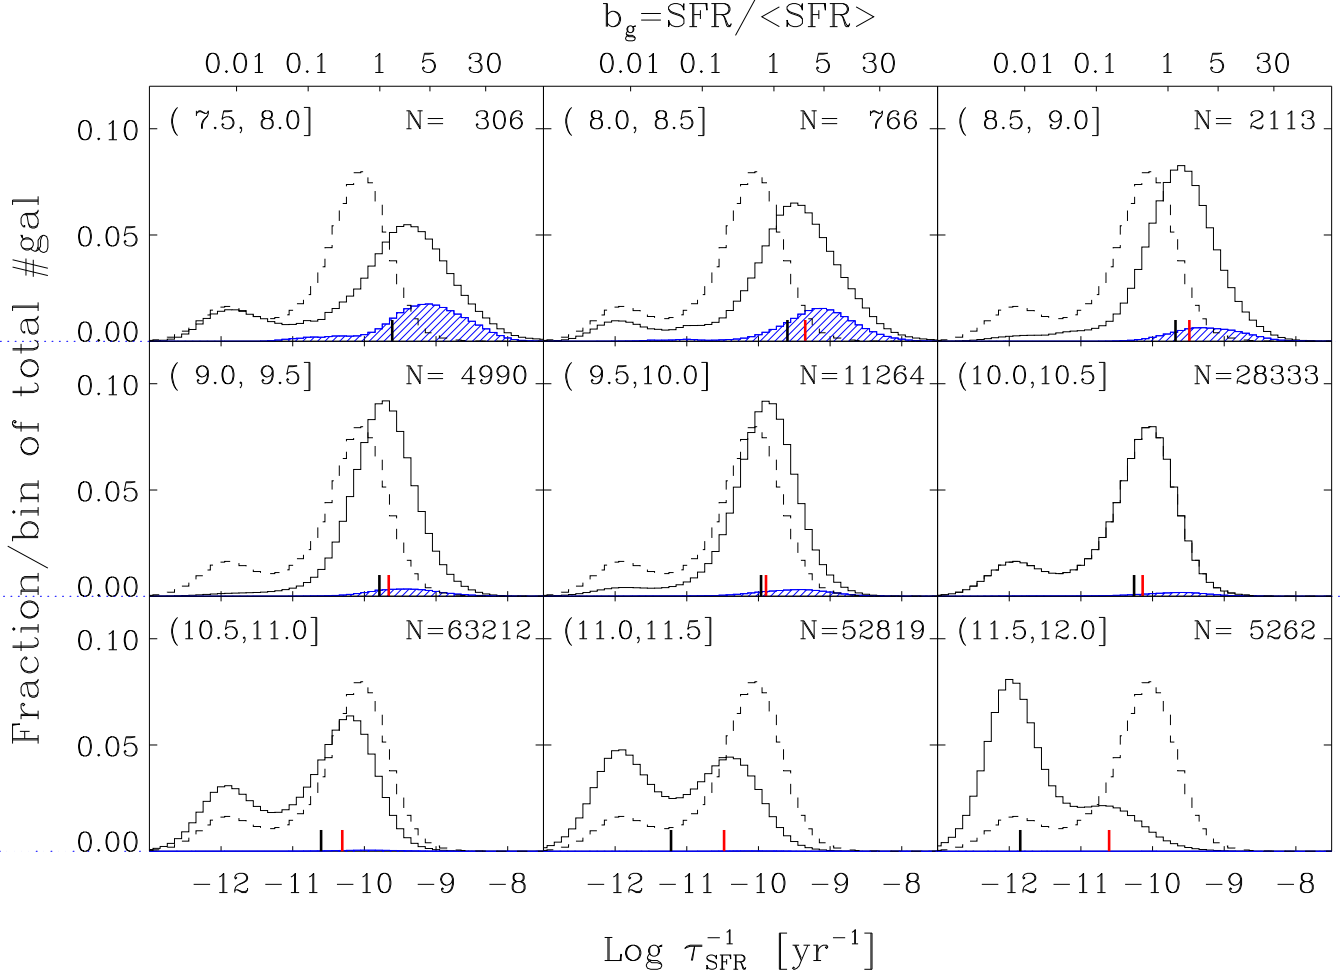 b_g=SFR/<SFR>
0.01 0.1 1 5 30 0.01 0.1 1 5 30 0.01 0.1 1 5 30
( 7.5, 8.0] N= 306 ( 8.0, 8.5] N= 766 ( 8.5, 9.0] N= 2113
0.10
0.05
0.00
( 9.0, 9.5] N= 4990 ( 9.5,10.0] N=11264 (10.0,10.5] N=28333
0.10
0.05
0.00
(10.5,11.0] N=63212 (11.0,11.5] N=52819 (11.5,12.0] N= 5262
0.10
0.05
0.00
−12 −11 −10 −9 −8 −12 −11 −10 −9 −8 −12 −11 −10 −9 −8
Log τ_SFR^−1 [yr^−1]
Fraction/bin of total #gal